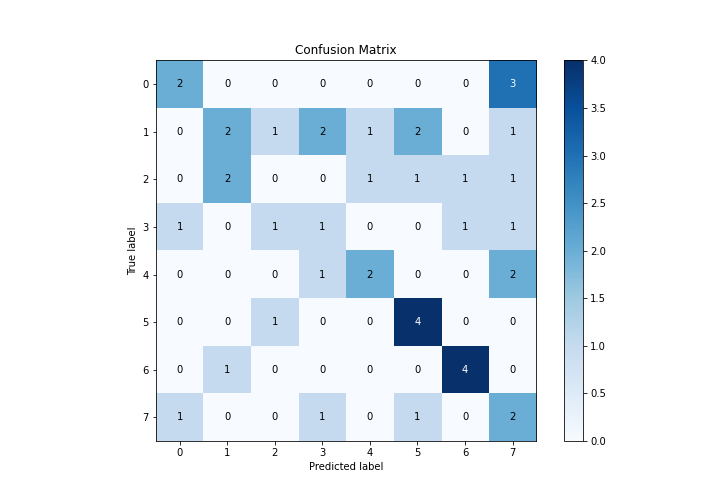 Confusion Matrix
0 2 0 0 0 0 0 0 3
1 0 2 1 2 1 2 0 1
2 0 2 0 0 1 1 1 1
3 1 0 1 1 0 0 1 1
4 0 0 0 1 2 0 0 2
5 0 0 1 0 0 4 0 0
6 0 1 0 0 0 0 4 0
7 1 0 0 1 0 1 0 2
0 1 2 3 4 5 6 7
True label
Predicted label
4.0
3.5
3.0
2.5
2.0
1.5
1.0
0.5
0.0